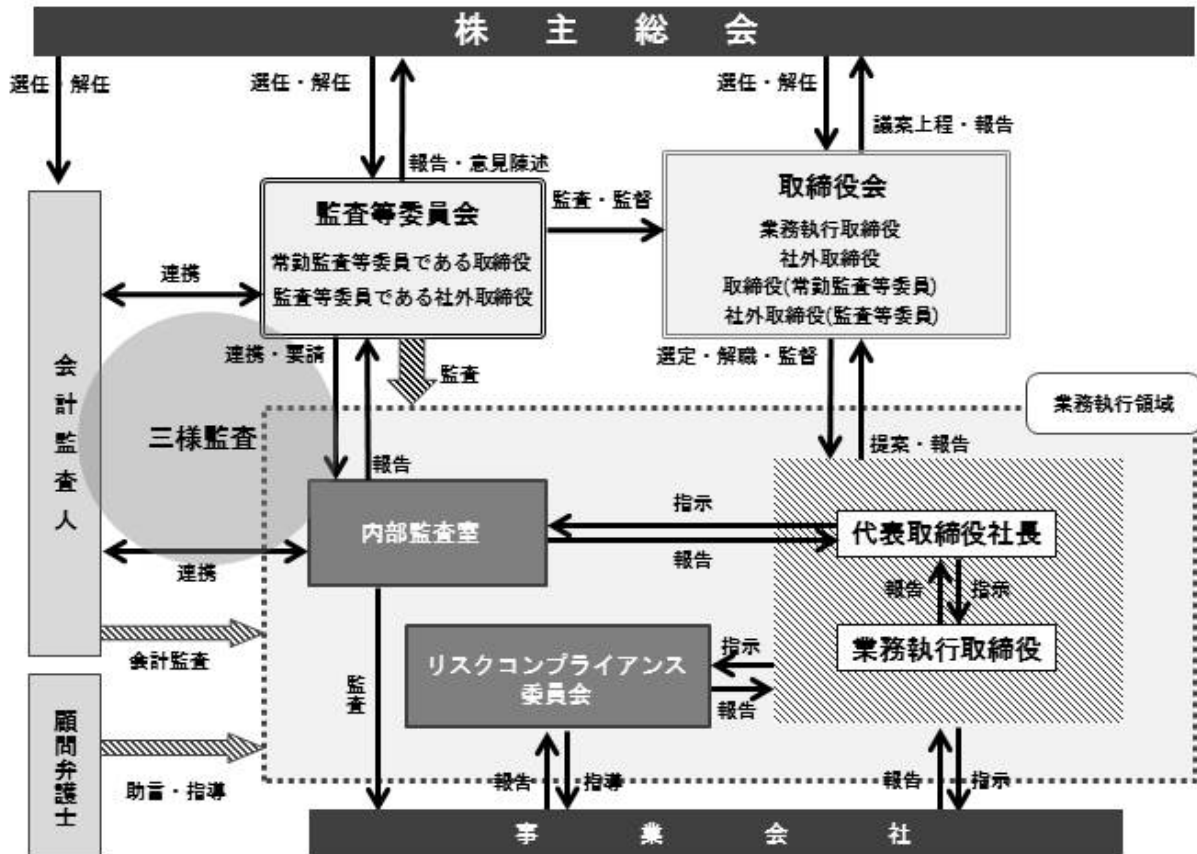 株主総会
選任・解任
選任・解任
選任・解任
議案上程・報告
報告・意見陳述
監査等委員会
常勤監査等委員である取締役
監査等委員である社外取締役
監査・監督
取締役会
業務執行取締役
社外取締役
取締役(常勤監査等委員)
社外取締役(監査等委員)
連携
連携・要請
監査
選定・解職・監督
業務執行領域
会計監査人
三様監査
報告
提案・報告
内部監査室
指示
報告
代表取締役社長
連携
報告
指示
会計監査
リスクコンプライアンス
委員会
指示
報告
業務執行取締役
監査
顧問弁護士
助言・指導
報告
指導
報告
指示
事業会社